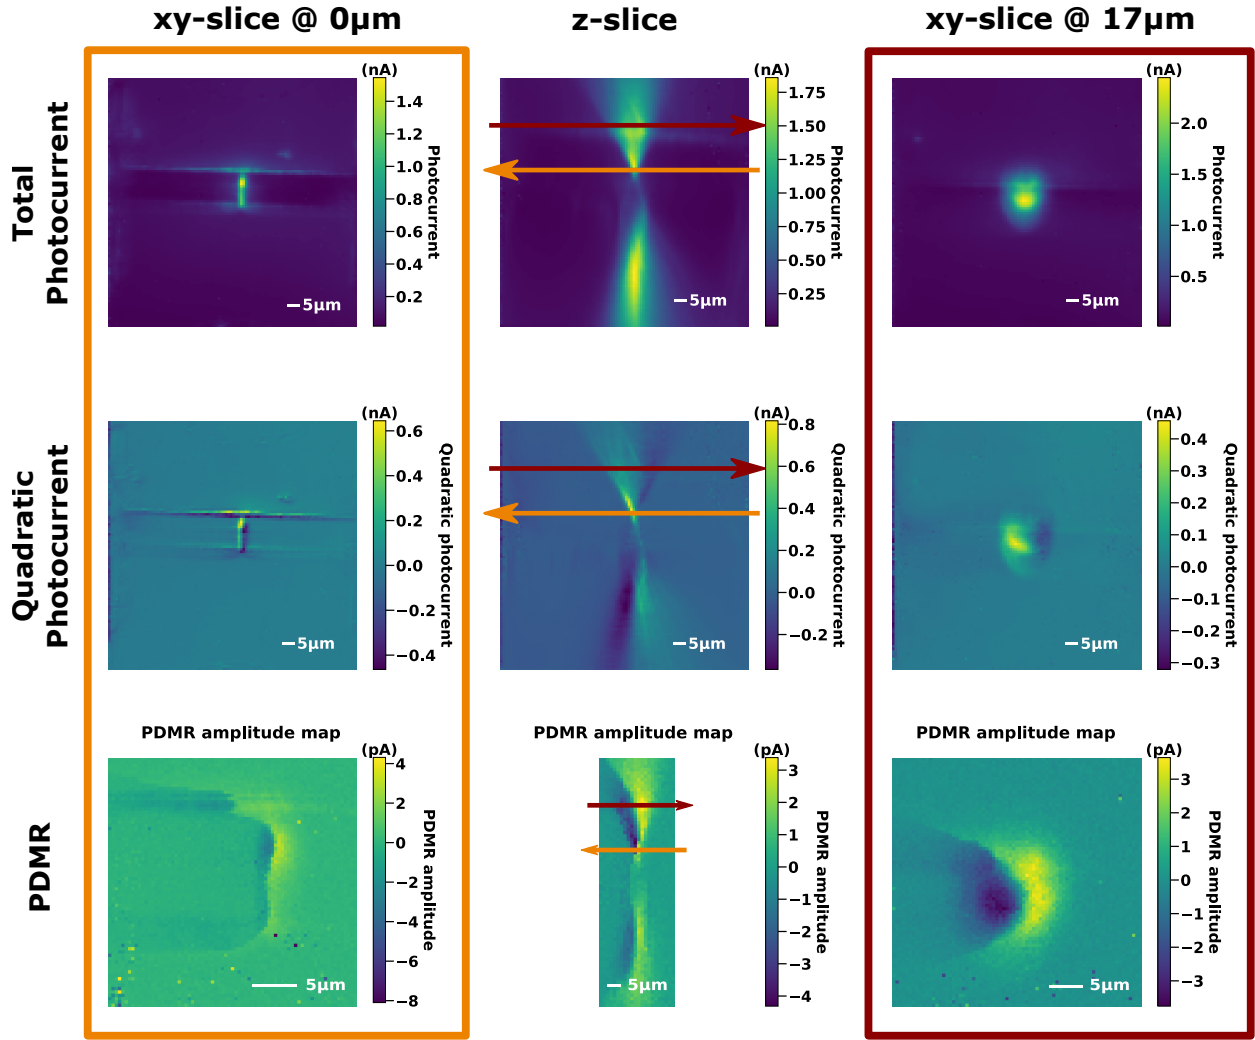 xy-slice @ 0μm
z-slice
xy-slice @ 17μm
Total
Photocurrent
(nA)
1.4
1.2
1.0
0.8
0.6
0.4
0.2
Photocurrent
5μm
(nA)
1.75
1.50
1.25
1.00
0.75
0.50
0.25
Photocurrent
5μm
(nA)
2.0
1.5
1.0
0.5
Photocurrent
5μm
Quadratic
Photocurrent
(nA)
0.6
0.4
0.2
0.0
−0.2
−0.4
Quadratic photocurrent
5μm
(nA)
0.8
0.6
0.4
0.2
0.0
−0.2
Quadratic photocurrent
5μm
(nA)
0.4
0.3
0.2
0.1
0.0
−0.1
−0.2
−0.3
Quadratic photocurrent
5μm
PDMR
PDMR amplitude map
(pA)
4
2
0
−2
−4
−6
−8
PDMR amplitude
5μm
PDMR amplitude map
(pA)
3
2
1
0
−1
−2
−3
−4
PDMR amplitude
5μm
PDMR amplitude map
(pA)
3
2
1
0
−1
−2
−3
PDMR amplitude
5μm